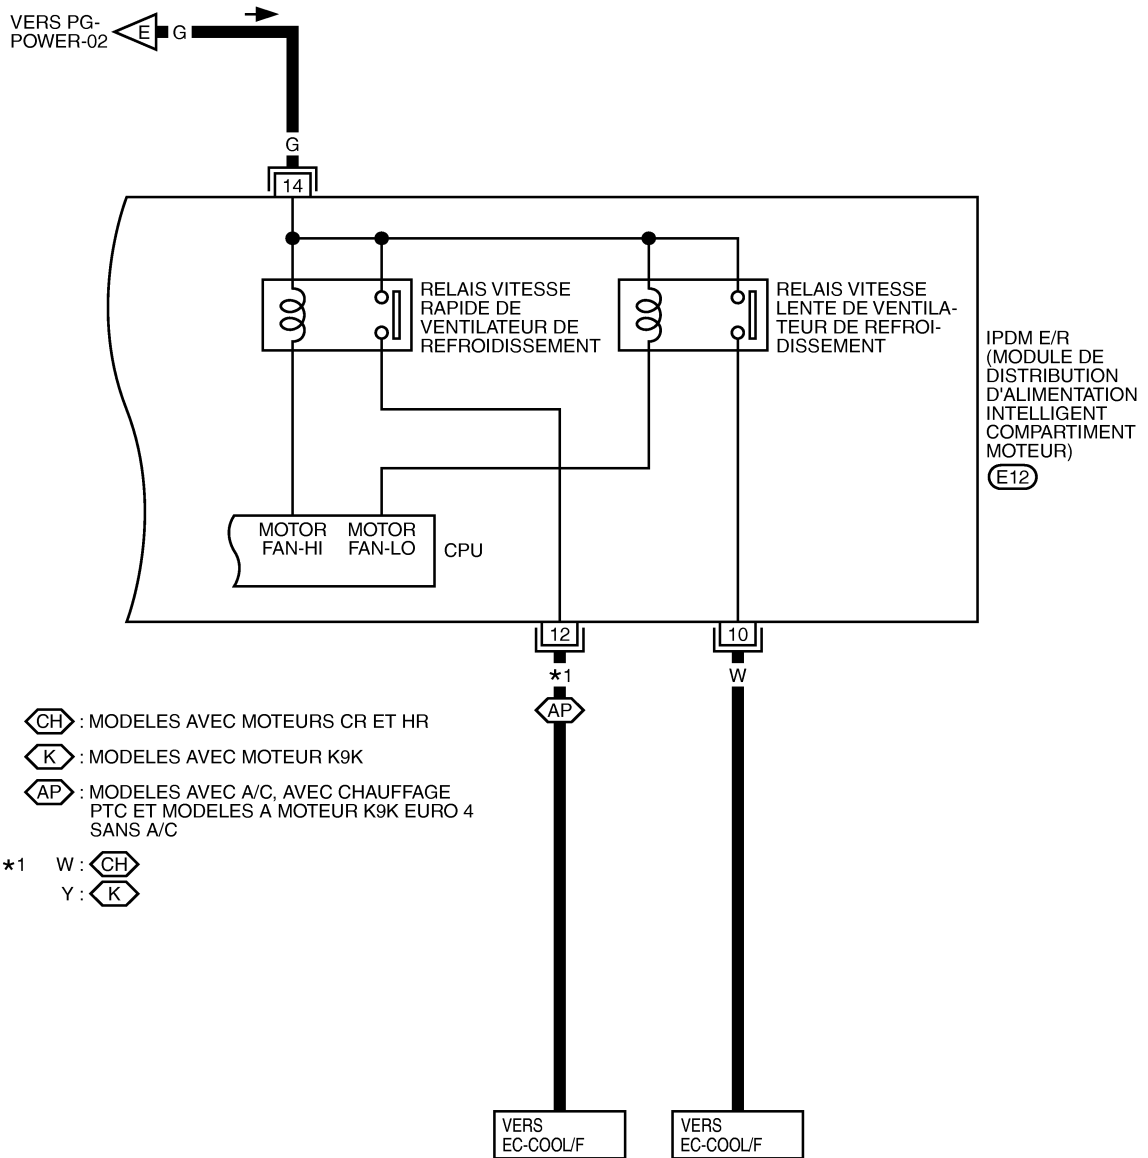 VERS PG-
POWER-02
E
G
G
14
RELAIS VITESSE
RAPIDE DE
VENTILATEUR DE
REFROIDISSEMENT
RELAIS VITESSE
LENTE DE VENTILA-
TEUR DE REFROI-
DISSEMENT
IPDM E/R
(MODULE DE
DISTRIBUTION
D'ALIMENTATION
INTELLIGENT
COMPARTIMENT
MOTEUR)
E12
MOTOR
FAN-HI
MOTOR
FAN-LO
CPU
12
10
★1
W
AP
CH : MODELES AVEC MOTEURS CR ET HR
K : MODELES AVEC MOTEUR K9K
AP : MODELES AVEC A/C, AVEC CHAUFFAGE
PTC ET MODELES A MOTEUR K9K EURO 4
SANS A/C
★1 W : CH
Y : K
VERS
EC-COOL/F
VERS
EC-COOL/F